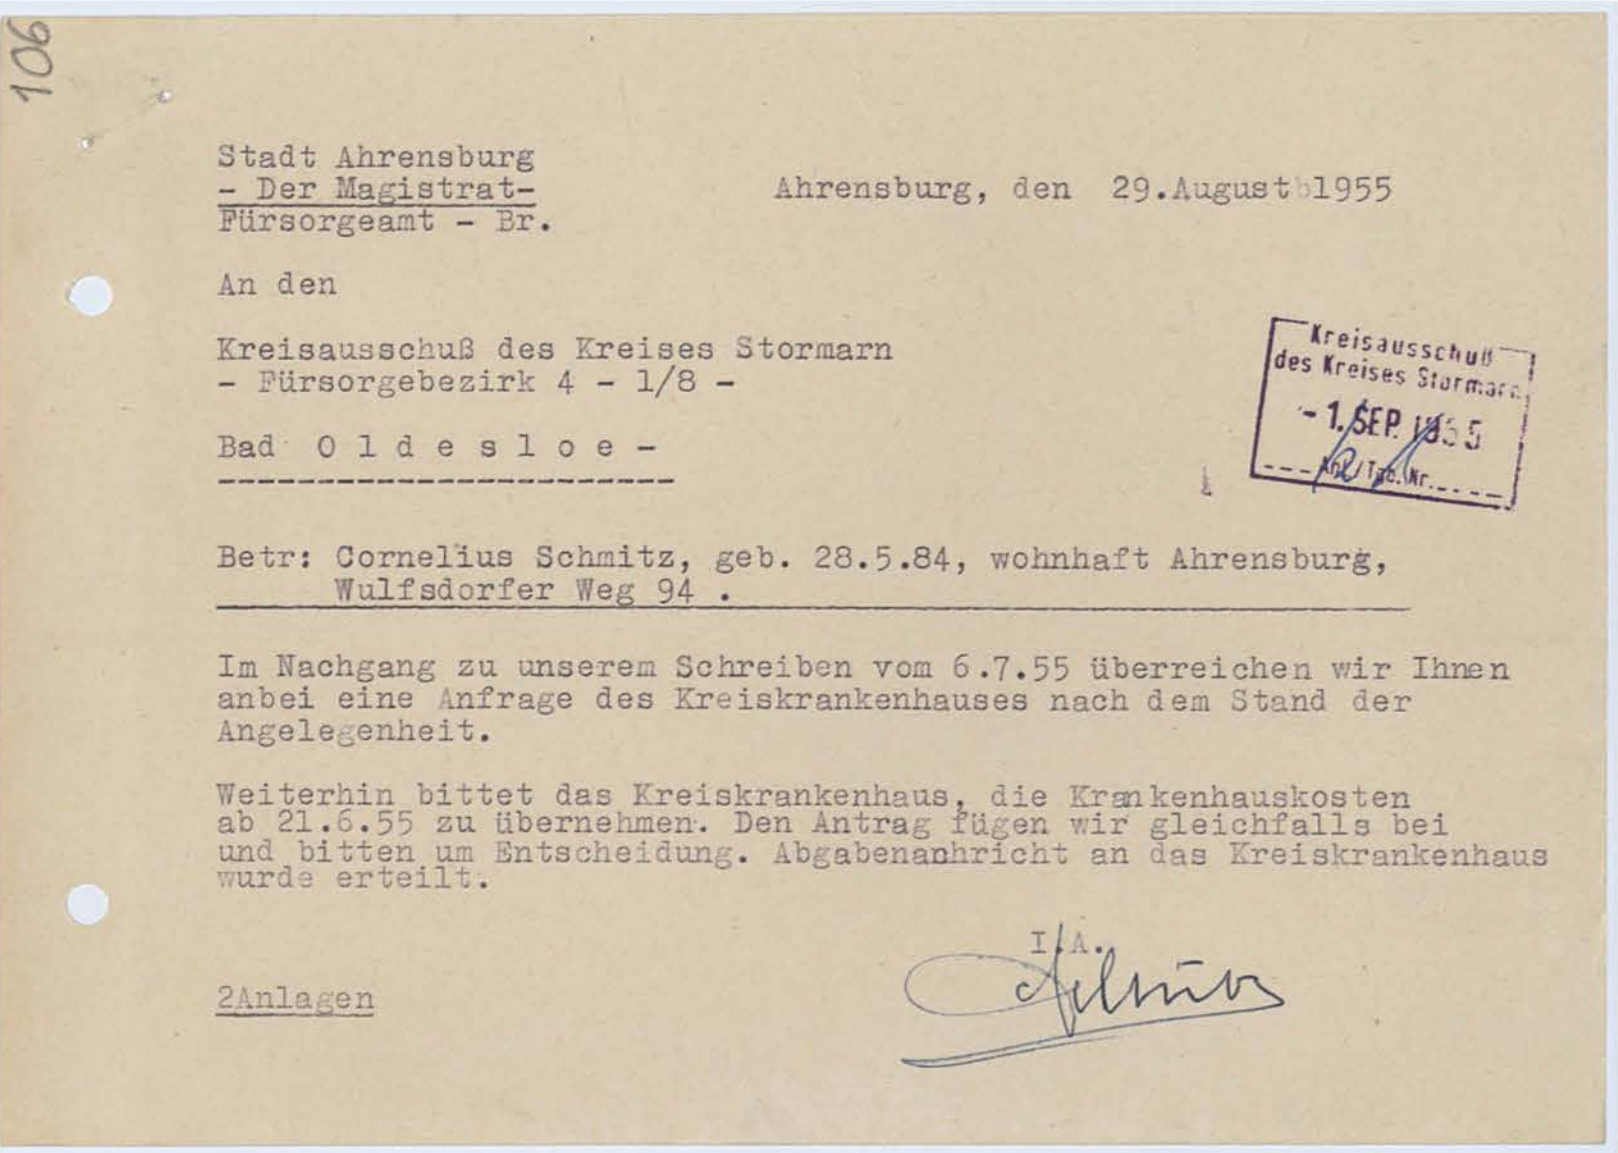 106
Stadt Ahrensburg
- Der Magistrat-
Fürsorgeamt - Br.
Ahrensburg, den 29.August 1955
An den
Kreisausschuß des Kreises Stormarn
- Fürsorgebezirk 4 - 1/8 -
Bad O l d e s l o e -
Kreisausschuß
des Kreises Stormarn
- 1. SEP. 1955
Anl./Tgb.Nr.
Betr: Cornelius Schmitz, geb. 28.5.84, wohnhaft Ahrensburg,
Wulfsdorfer Weg 94 .
Im Nachgang zu unserem Schreiben vom 6.7.55 überreichen wir Ihnen
anbei eine Anfrage des Kreiskrankenhauses nach dem Stand der
Angelegenheit.
Weiterhin bittet das Kreiskrankenhaus, die Krankenhauskosten
ab 21.6.55 zu übernehmen. Den Antrag fügen wir gleichfalls bei
und bitten um Entscheidung. Abgabenachricht an das Kreiskrankenhaus
wurde erteilt.
I.A.
2Anlagen